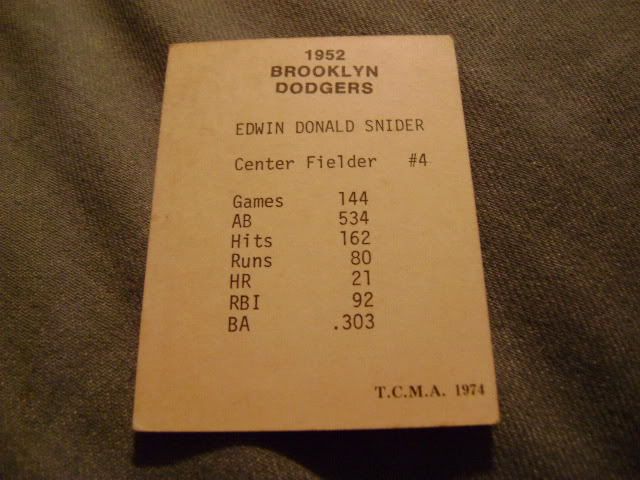 1952
BROOKLYN
DODGERS
EDWIN DONALD SNIDER
Center Fielder #4
Games 144
AB 534
Hits 162
Runs 80
HR 21
RBI 92
BA .303
T.C.M.A. 1974